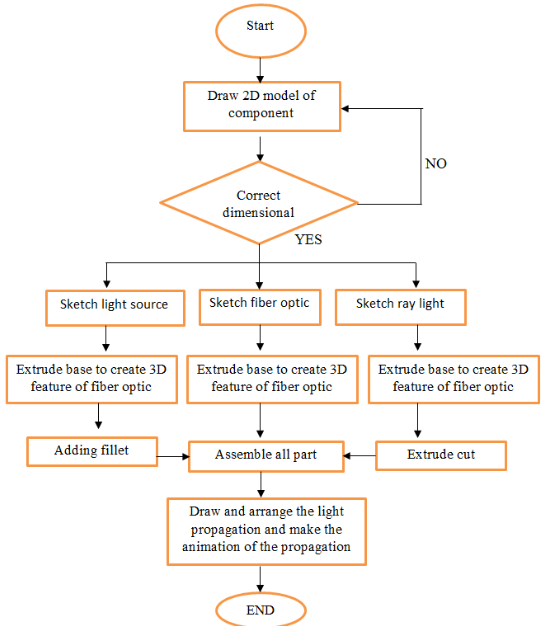 Start
Draw 2D model of
component
NO
Correct
dimensional
YES
Sketch light source
Sketch fiber optic
Sketch ray light
Extrude base to create 3D
feature of fiber optic
Extrude base to create 3D
feature of fiber optic
Extrude base to create 3D
feature of fiber optic
Adding fillet
Assemble all part
Extrude cut
Draw and arrange the light
propagation and make the
animation of the propagation
END